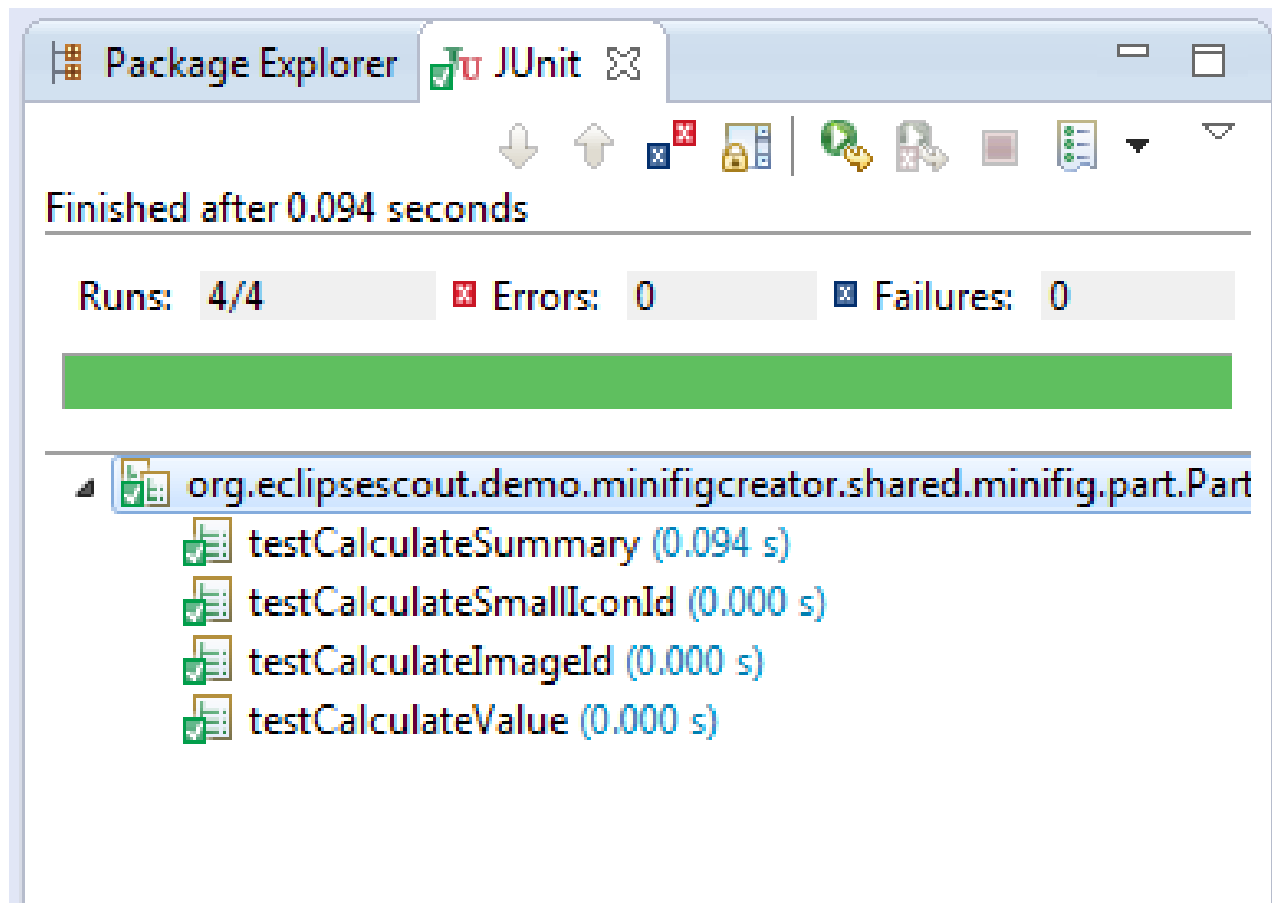 Package Explorer JUnit
Finished after 0.094 seconds
Runs: 4/4 Errors: 0 Failures: 0
org.eclipsescout.demo.minifigcreator.shared.minifig.part.Part
testCalculateSummary (0.094 s)
testCalculateSmallIconId (0.000 s)
testCalculateImageId (0.000 s)
testCalculateValue (0.000 s)